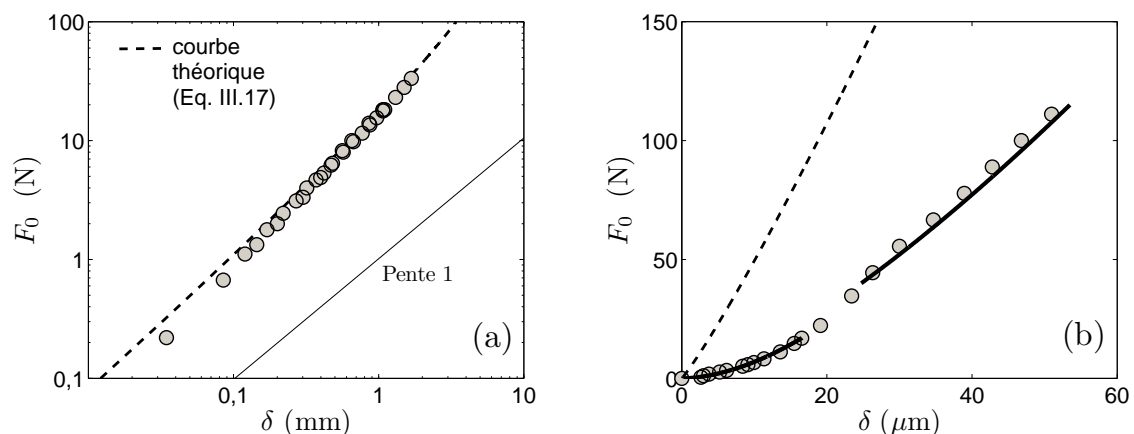 100
10
1
0,1
0,1
1
10
F₀ (N)
δ (mm)
courbe
théorique
(Eq. III.17)
Pente 1
(a)
150
100
50
0
0
20
40
60
F₀ (N)
δ (μm)
(b)